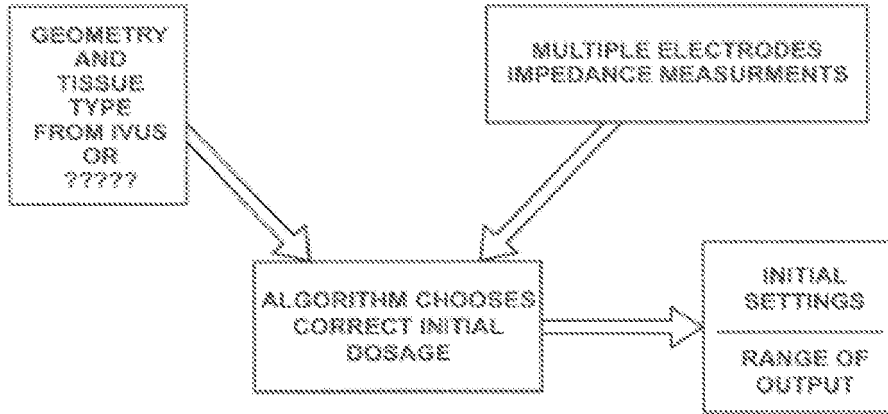 GEOMETRY
AND
TISSUE
TYPE
FROM IVUS
OR
?????
MULTIPLE ELECTRODES
IMPEDANCE MEASURMENTS
ALGORITHM CHOOSES
CORRECT INITIAL
DOSAGE
INITIAL
SETTINGS
RANGE OF
OUTPUT